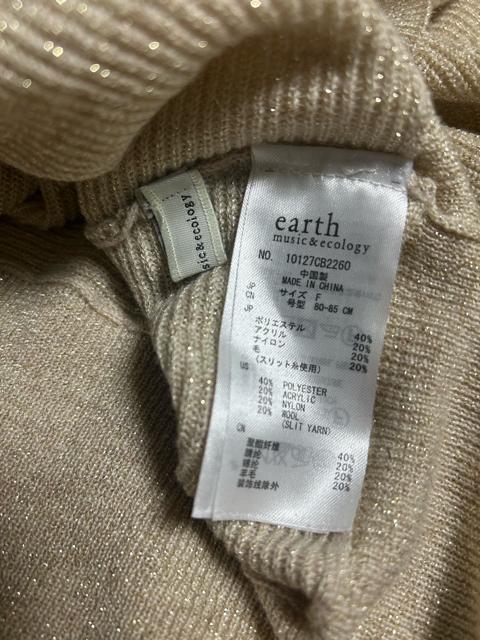 sic&ecology
earth
music&ecology
NO. 10127CB2260
中国製
MADE IN CHINA
JP サイズ F
CN 号型 80-85 CM
JP
ポリエステル 40%
アクリル 20%
ナイロン 20%
毛 20%
(スリット糸使用)
US
40% POLYESTER
20% ACRYLIC
20% NYLON
20% WOOL
(SLIT YARN)
CN
聚酯纤维 40%
腈纶 20%
锦纶 20%
羊毛 20%
装饰线除外